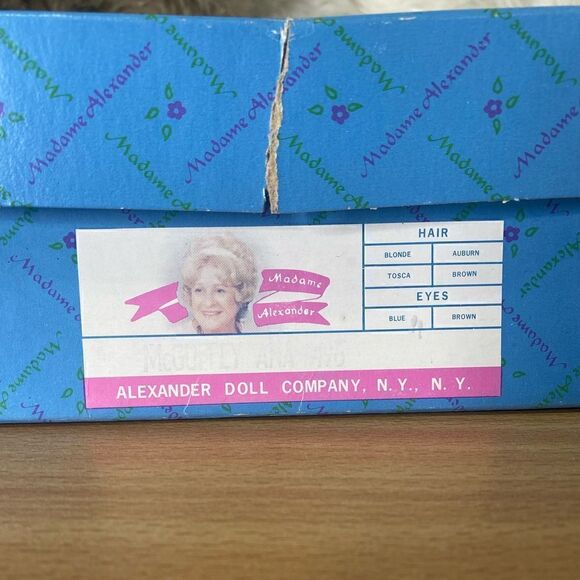 Madame Alexander
Madame Alexander
Madame Alexander
Madame Alexander
Madame
Alexander
HAIR
BLONDE AUBURN
TOSCA BROWN
EYES
BLUE BROWN
ALEXANDER DOLL COMPANY, N.Y., N.Y.